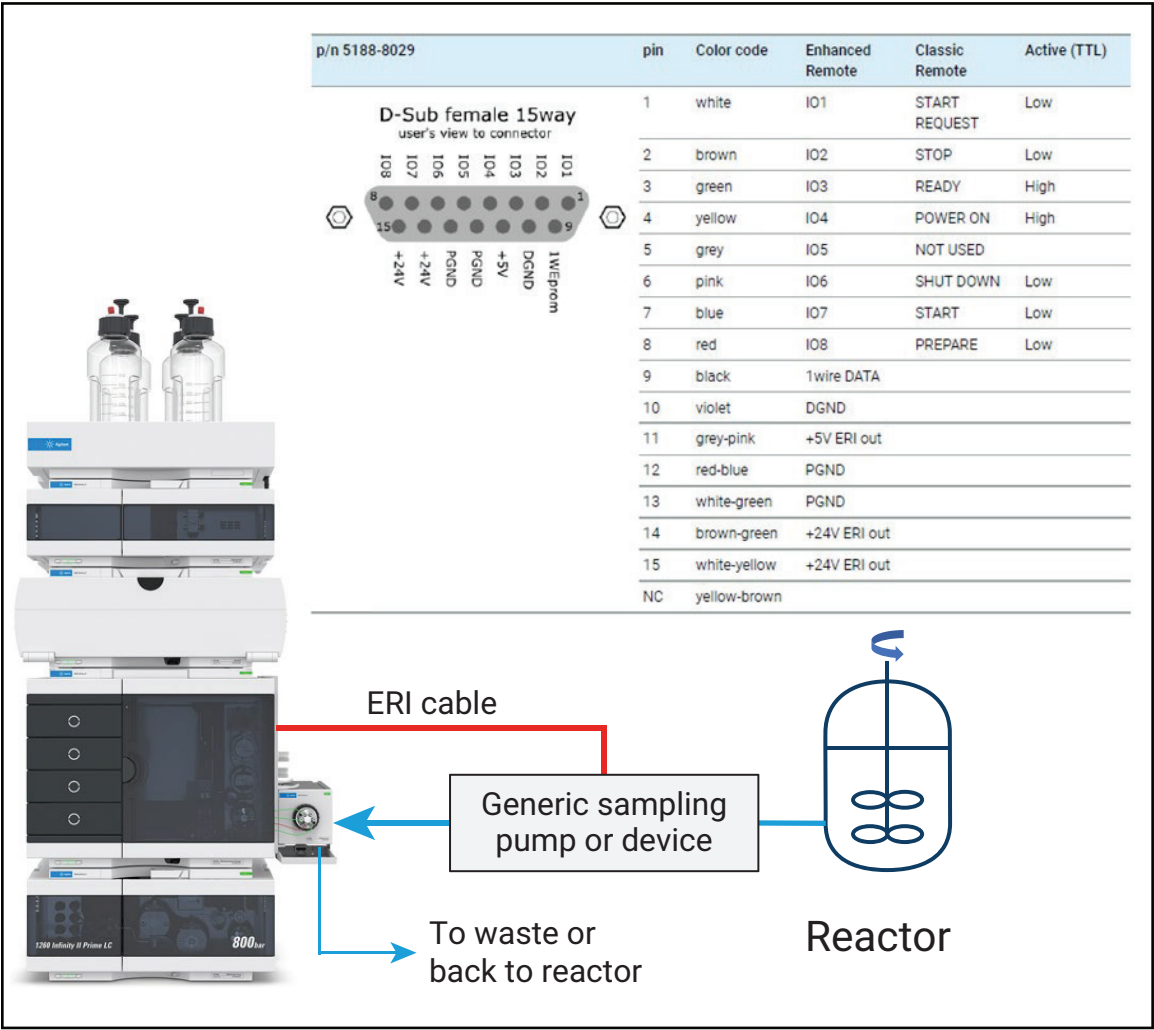 p/n 5188-8029 pin Color code Enhanced Remote Classic Remote Active (TTL)
D-Sub female 15way
user's view to connector
IO8 IO7 IO6 IO5 IO4 IO3 IO2 IO1
8 1
15 9
+24V +24V PGND PGND +5V DGND 1WEprom
1 white IO1 START REQUEST Low
2 brown IO2 STOP Low
3 green IO3 READY High
4 yellow IO4 POWER ON High
5 grey IO5 NOT USED
6 pink IO6 SHUT DOWN Low
7 blue IO7 START Low
8 red IO8 PREPARE Low
9 black 1wire DATA
10 violet DGND
11 grey-pink +5V ERI out
12 red-blue PGND
13 white-green PGND
14 brown-green +24V ERI out
15 white-yellow +24V ERI out
NC yellow-brown
Agilent
ERI cable
Generic sampling
pump or device
1260 Infinity II Prime LC
800bar
To waste or
back to reactor
Reactor